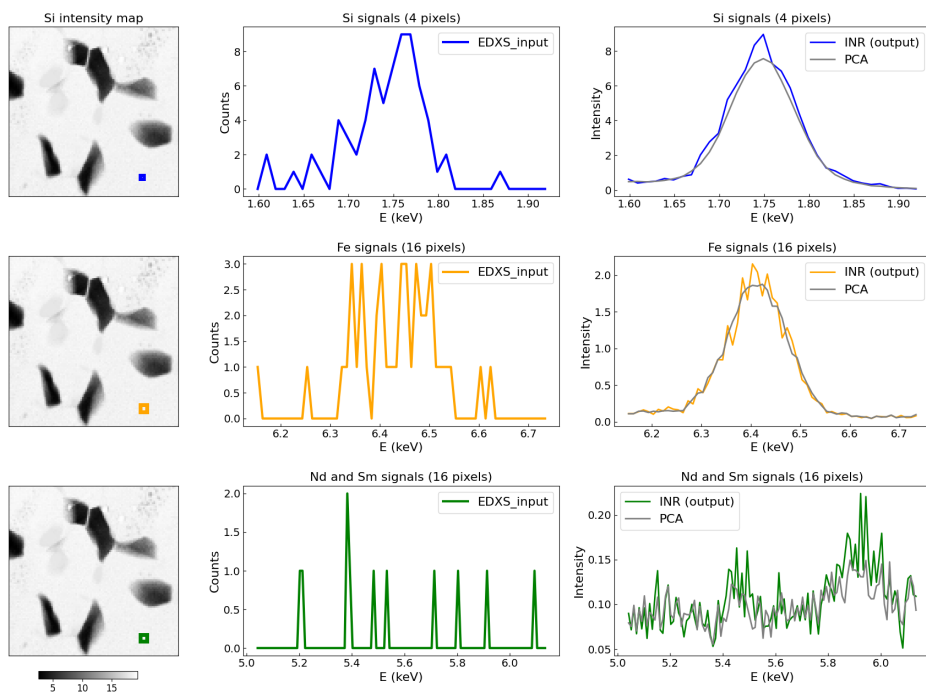 Si intensity map
Si signals (4 pixels)
Si signals (4 pixels)
EDXS_input
INR (output)
PCA
Counts
Intensity
8
6
4
2
0
8
6
4
2
0
1.60 1.65 1.70 1.75 1.80 1.85 1.90
1.60 1.65 1.70 1.75 1.80 1.85 1.90
E (keV)
E (keV)
Fe signals (16 pixels)
Fe signals (16 pixels)
EDXS_input
INR (output)
PCA
Counts
Intensity
3.0
2.5
2.0
1.5
1.0
0.5
0.0
2.0
1.5
1.0
0.5
0.0
6.2 6.3 6.4 6.5 6.6 6.7
6.2 6.3 6.4 6.5 6.6 6.7
E (keV)
E (keV)
Nd and Sm signals (16 pixels)
Nd and Sm signals (16 pixels)
EDXS_input
INR (output)
PCA
Counts
Intensity
2.0
1.5
1.0
0.5
0.0
0.20
0.15
0.10
0.05
5.0 5.2 5.4 5.6 5.8 6.0
5.0 5.2 5.4 5.6 5.8 6.0
E (keV)
E (keV)
5 10 15